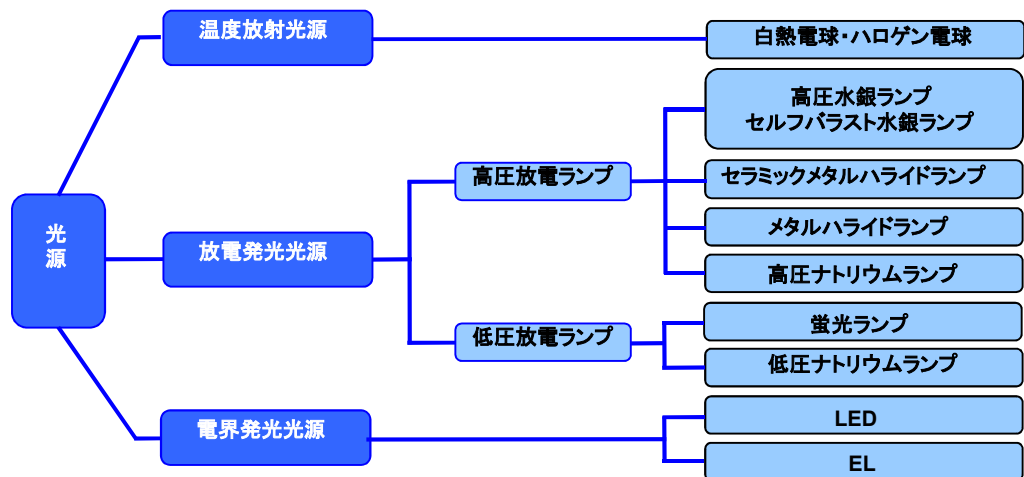 光
源
温度放射光源
白熱電球・ハロゲン電球
放電発光光源
高圧放電ランプ
高圧水銀ランプ
セルフバラスト水銀ランプ
セラミックメタルハライドランプ
メタルハライドランプ
高圧ナトリウムランプ
低圧放電ランプ
蛍光ランプ
低圧ナトリウムランプ
電界発光光源
LED
EL